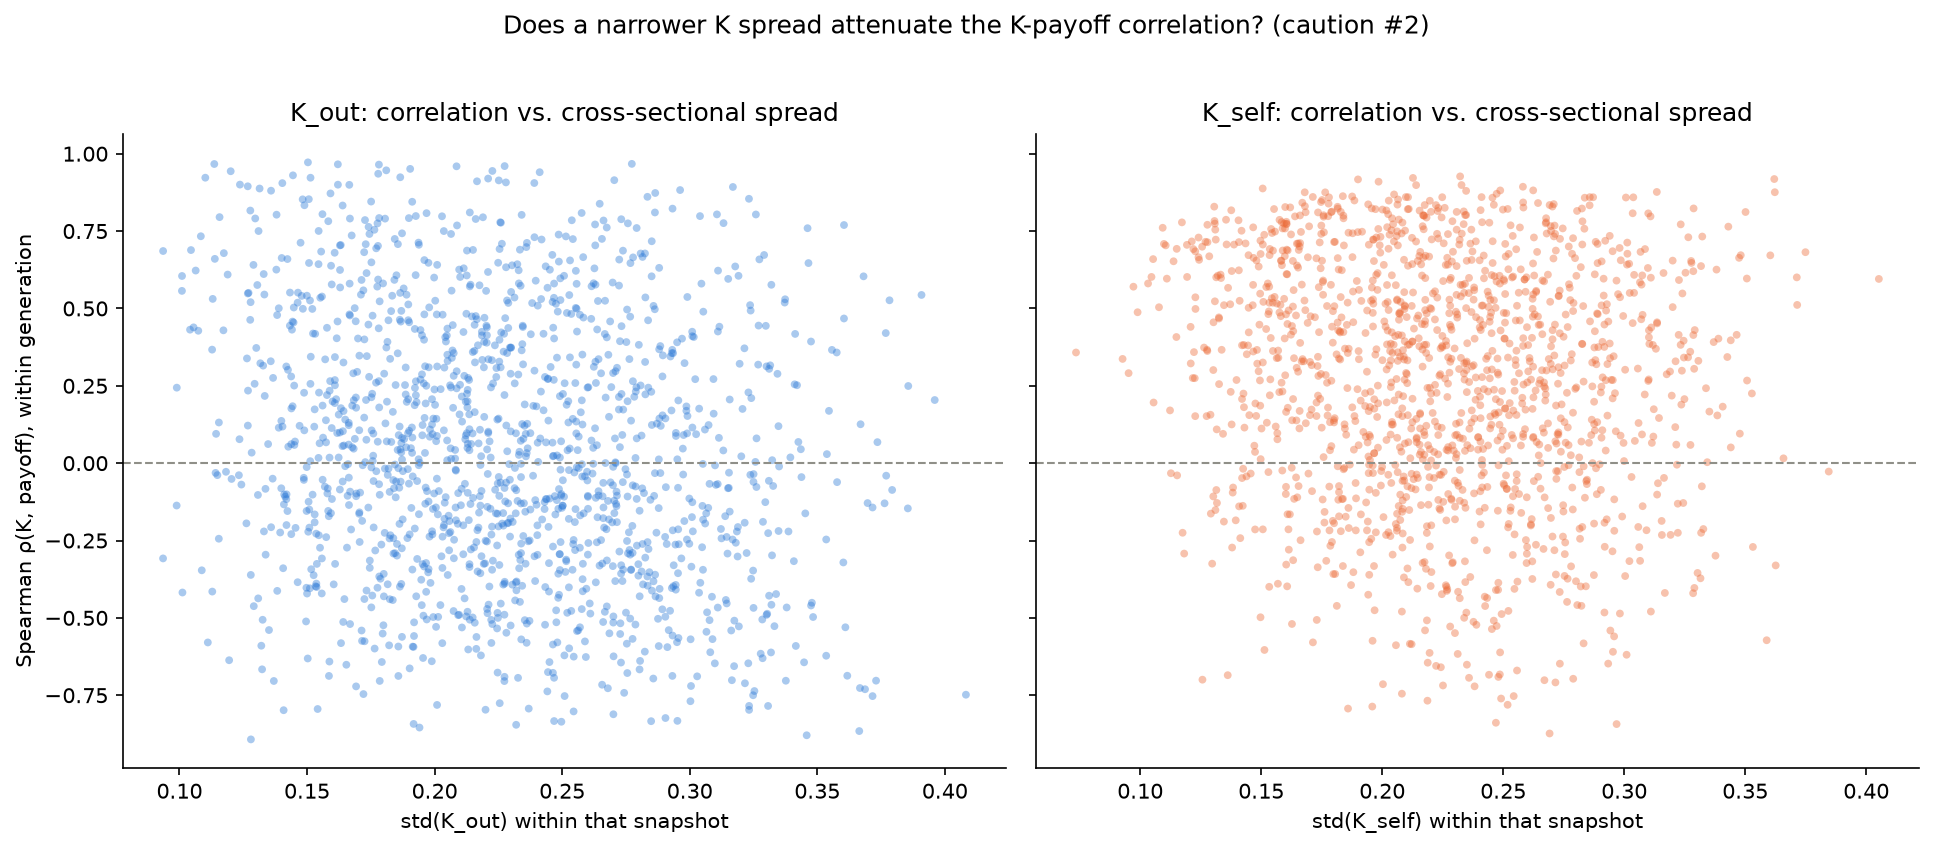 Does a narrower K spread attenuate the K-payoff correlation? (caution #2)
K_out: correlation vs. cross-sectional spread
K_self: correlation vs. cross-sectional spread
Spearman ρ(K, payoff), within generation
1.00
0.75
0.50
0.25
0.00
−0.25
−0.50
−0.75
0.10 0.15 0.20 0.25 0.30 0.35 0.40
0.10 0.15 0.20 0.25 0.30 0.35 0.40
std(K_out) within that snapshot
std(K_self) within that snapshot